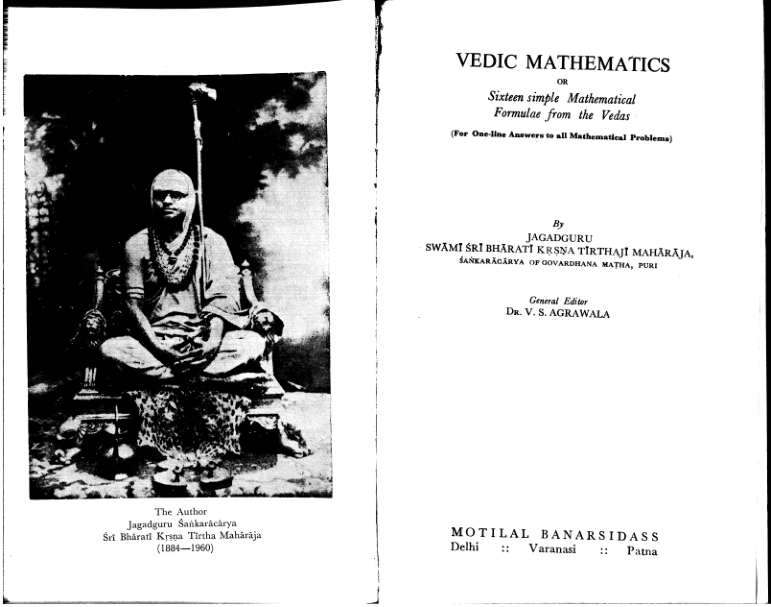 The Author
Jagadguru Śaṅkarācārya
Śrī Bhāratī Kṛṣṇa Tīrtha Mahārāja
(1884—1960)
VEDIC MATHEMATICS
OR
Sixteen simple Mathematical
Formulae from the Vedas
(For One-line Answers to all Mathematical Problems)
By
JAGADGURU
SWĀMĪ ŚRĪ BHĀRATĪ KṚṢṆA TĪRTHAJĪ MAHĀRĀJA,
ŚAṄKARĀCĀRYA OF GOVARDHANA MAṬHA, PURI
General Editor
DR. V. S. AGRAWALA
MOTILAL BANARSIDASS
Delhi :: Varanasi :: Patna